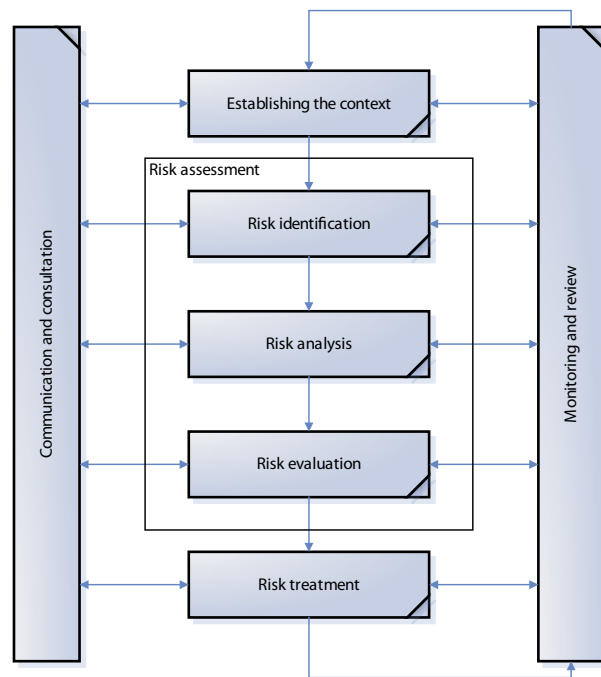 Establishing the context
Risk assessment
Risk identification
Risk analysis
Risk evaluation
Risk treatment
Communication and consultation
Monitoring and review